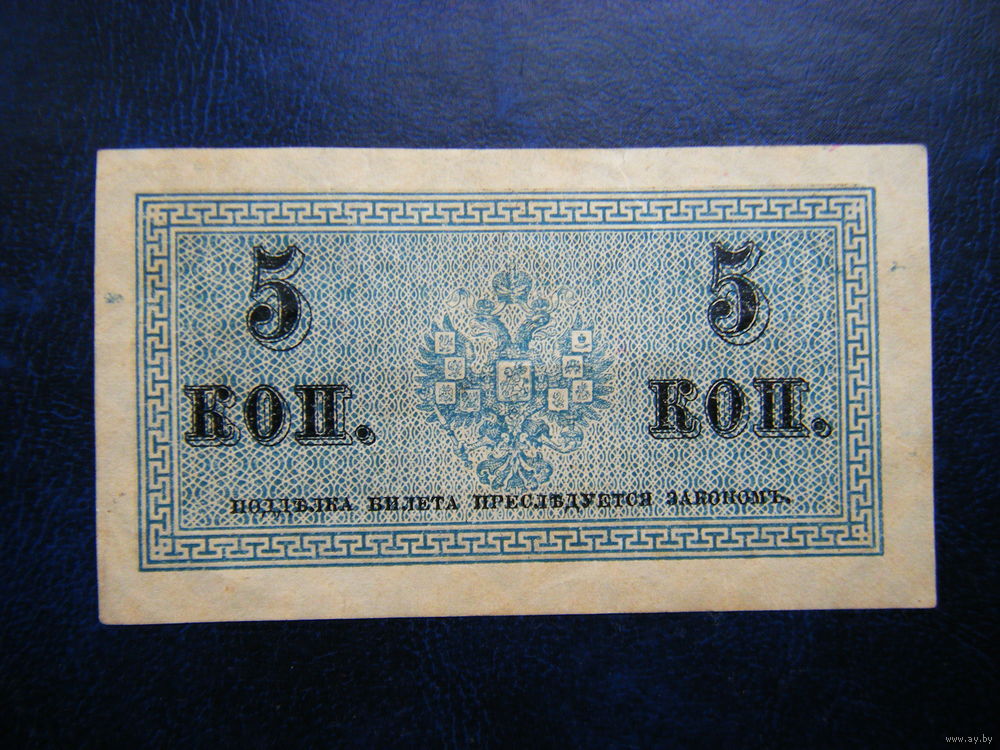 5 5
КОП. КОП.
ПОДДѢЛКА БИЛЕТА ПРЕСЛѢДУЕТСЯ ЗАКОНОМЪ.
www.ay.by